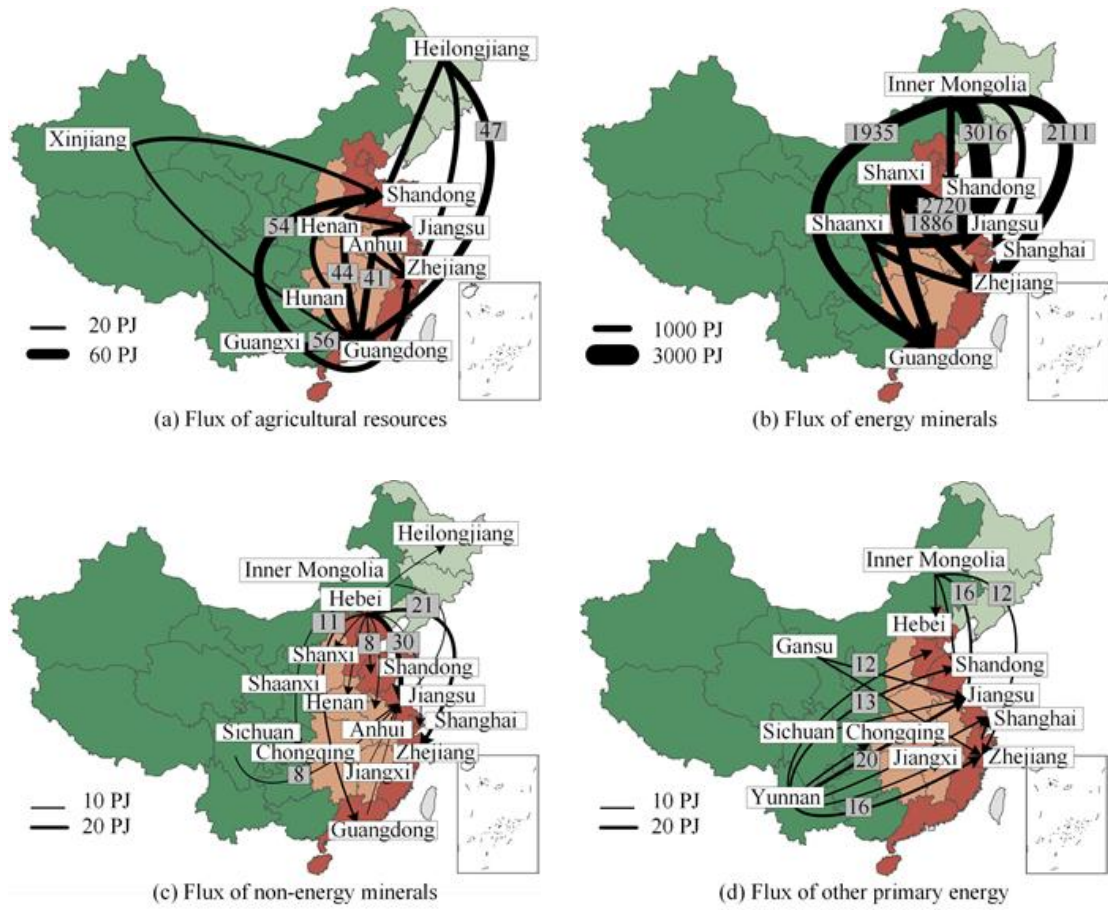 Heilongjiang
47
Xinjiang
Shandong
54
Henan
Jiangsu
Anhui
Zhejiang
44
41
Hunan
Guangxi
56
Guangdong
20 PJ
60 PJ
(a) Flux of agricultural resources
Inner Mongolia
1935
3016
2111
Shanxi
Shandong
2720
Shaanxi
1886
Jiangsu
Shanghai
Zhejiang
Guangdong
1000 PJ
3000 PJ
(b) Flux of energy minerals
Heilongjiang
Inner Mongolia
Hebei
21
11
8
30
Shanxi
Shandong
Shaanxi
Henan
Jiangsu
Anhui
Shanghai
Sichuan
Chongqing
Zhejiang
8
Jiangxi
Guangdong
10 PJ
20 PJ
(c) Flux of non-energy minerals
Inner Mongolia
16
12
Hebei
Gansu
12
Shandong
13
Jiangsu
Sichuan
Chongqing
Shanghai
20
Jiangxi
Zhejiang
Yunnan
16
10 PJ
20 PJ
(d) Flux of other primary energy